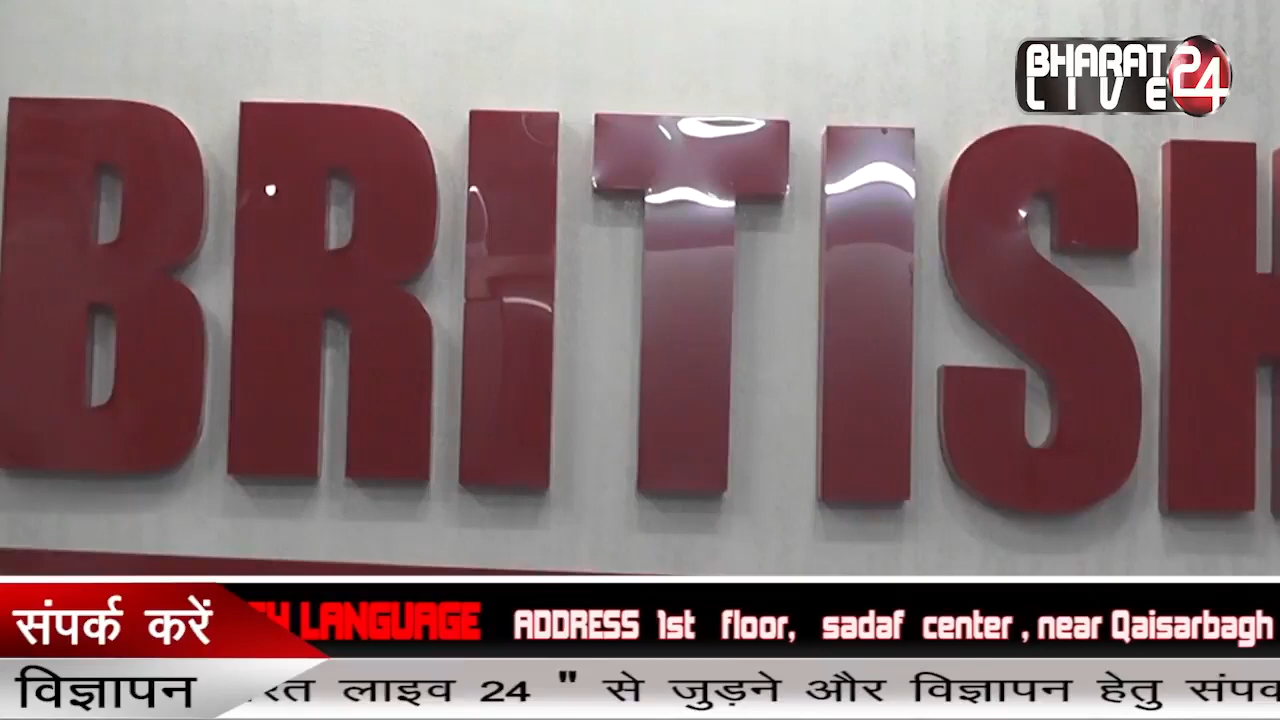 BHARAT 24
LIVE
BRITISH
संपर्क करें
LANGUAGE ADDRESS 1st floor, sadaf center , near Qaisarbagh
विज्ञापन
लाइव 24 " से जुड़ने और विज्ञापन हेतु